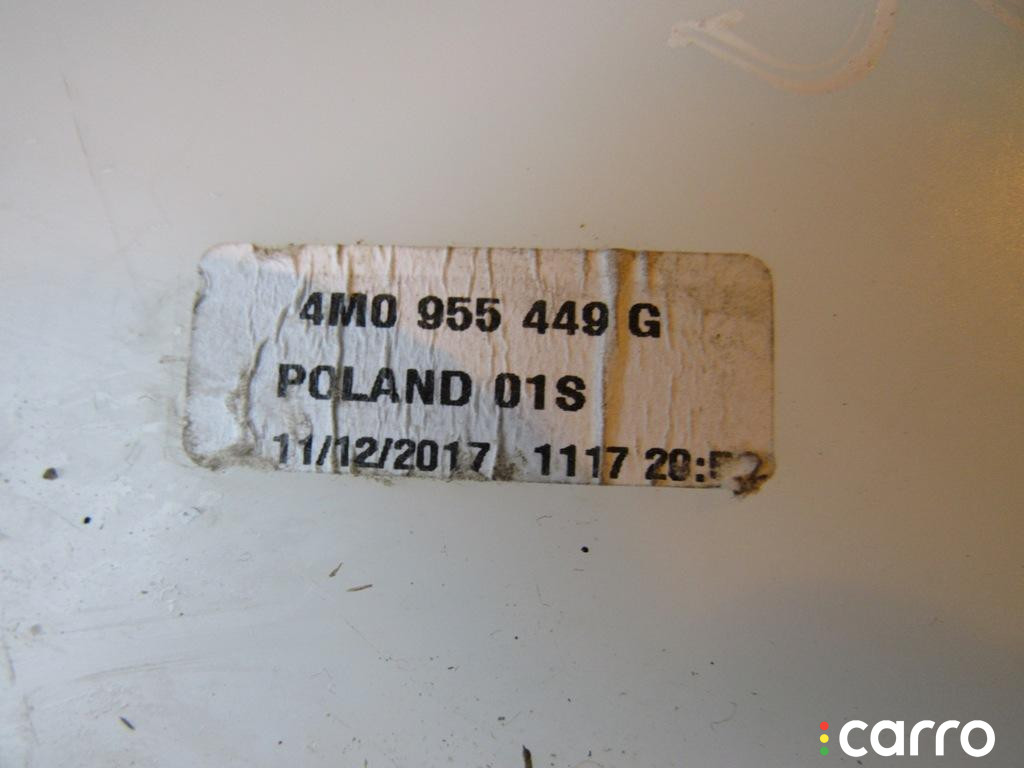 4M0 955 449 G
POLAND 01S
11/12/2017 1117
carro